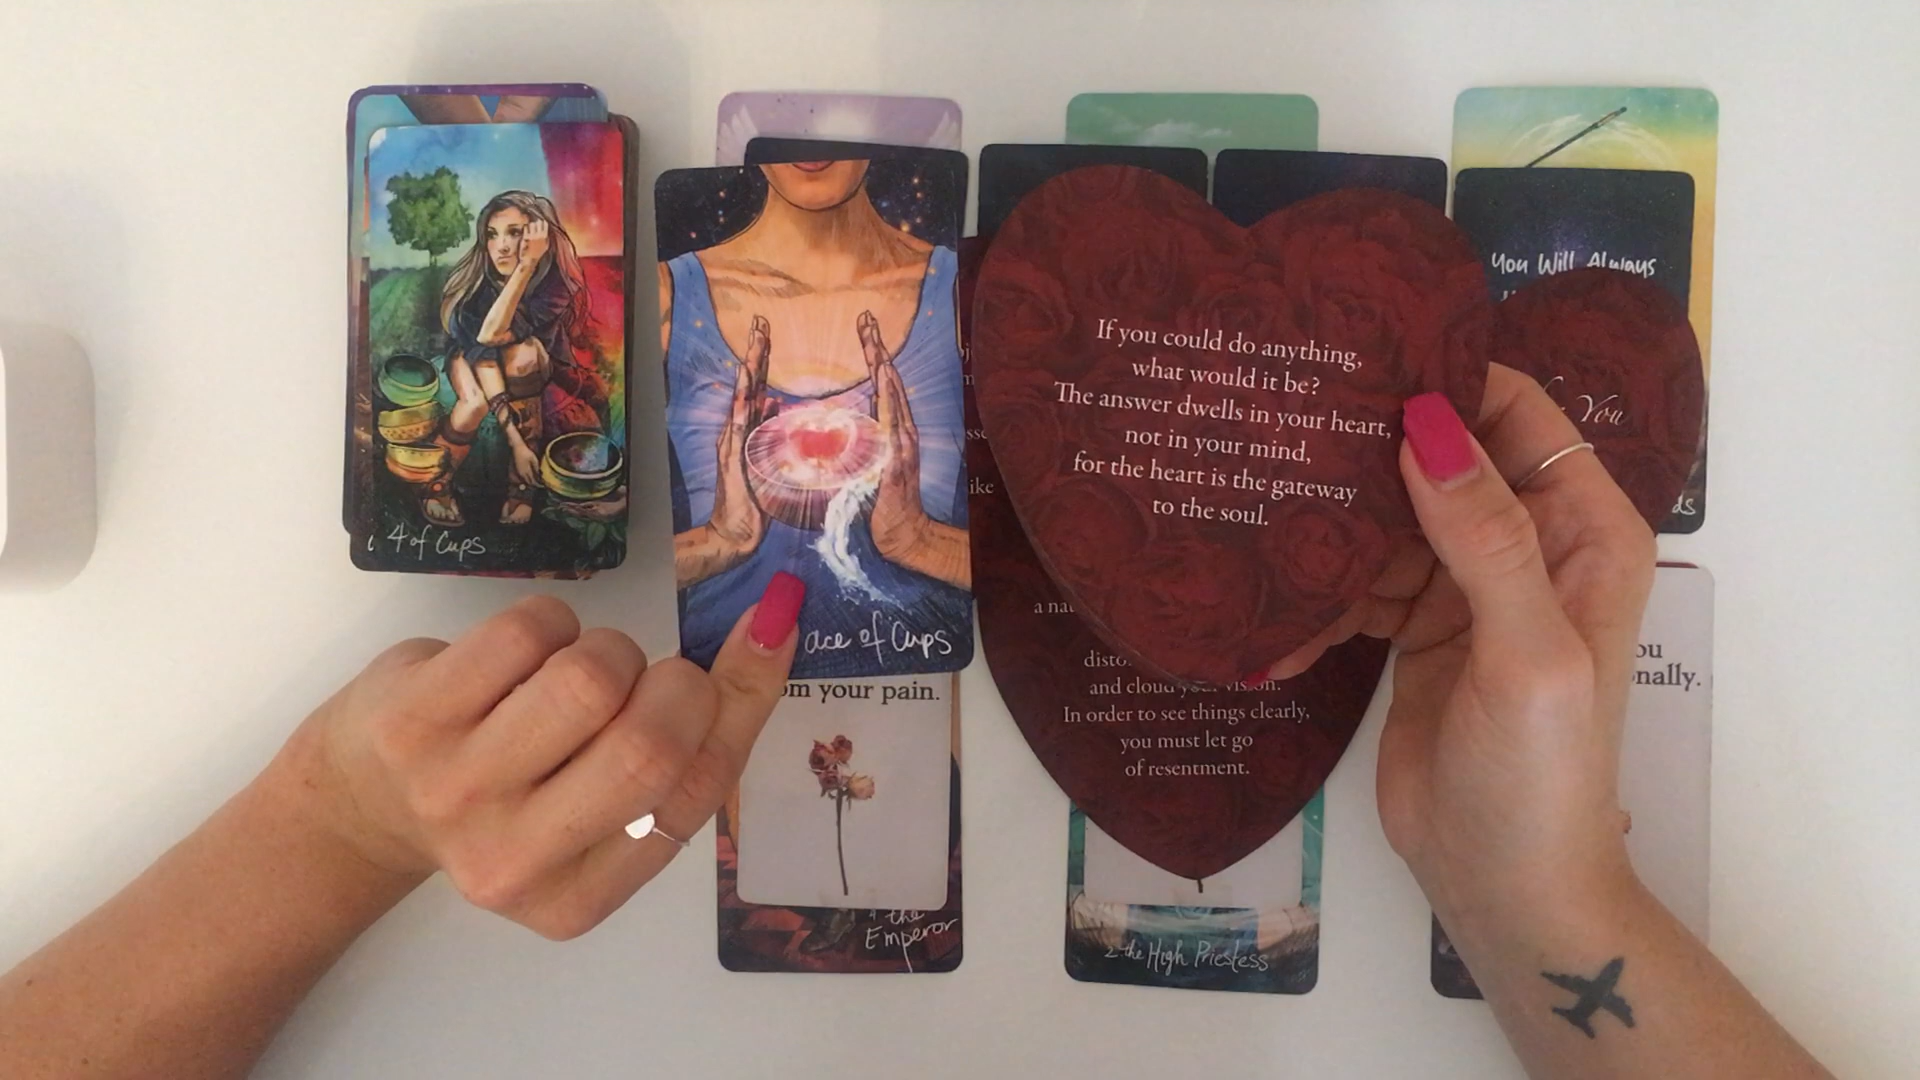 4 of Cups
ace of Cups
If you could do anything,
what would it be?
The answer dwells in your heart,
not in your mind,
for the heart is the gateway
to the soul.
You Will Always
You
ike
and cloud your vision.
In order to see things clearly,
you must let go
of resentment.
your pain.
the
Emperor
2 the High Priestess